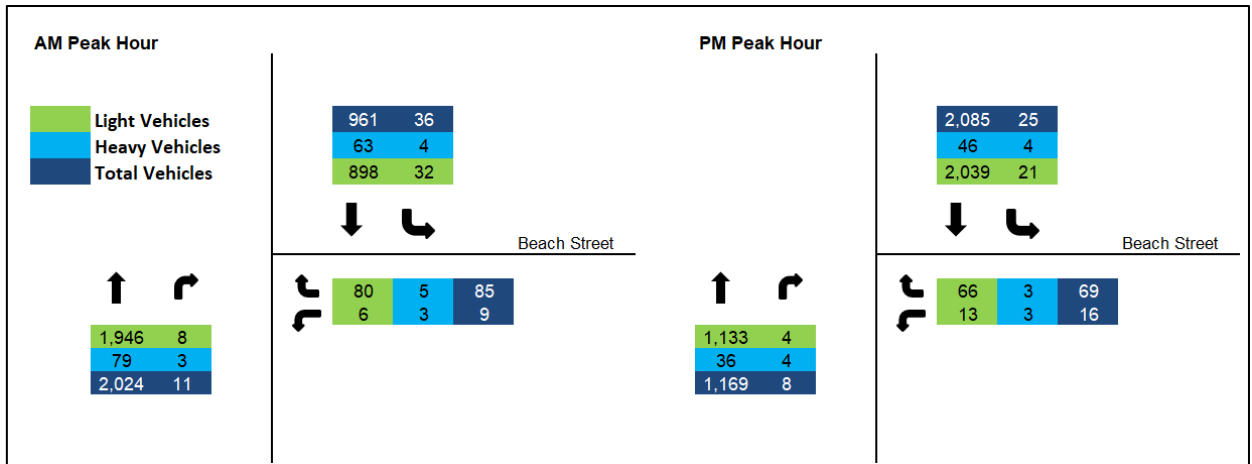 AM Peak Hour
Light Vehicles
Heavy Vehicles
Total Vehicles
961 36
63 4
898 32
Beach Street
80 5 85
6 3 9
1,946 8
79 3
2,024 11
PM Peak Hour
2,085 25
46 4
2,039 21
Beach Street
66 3 69
13 3 16
1,133 4
36 4
1,169 8